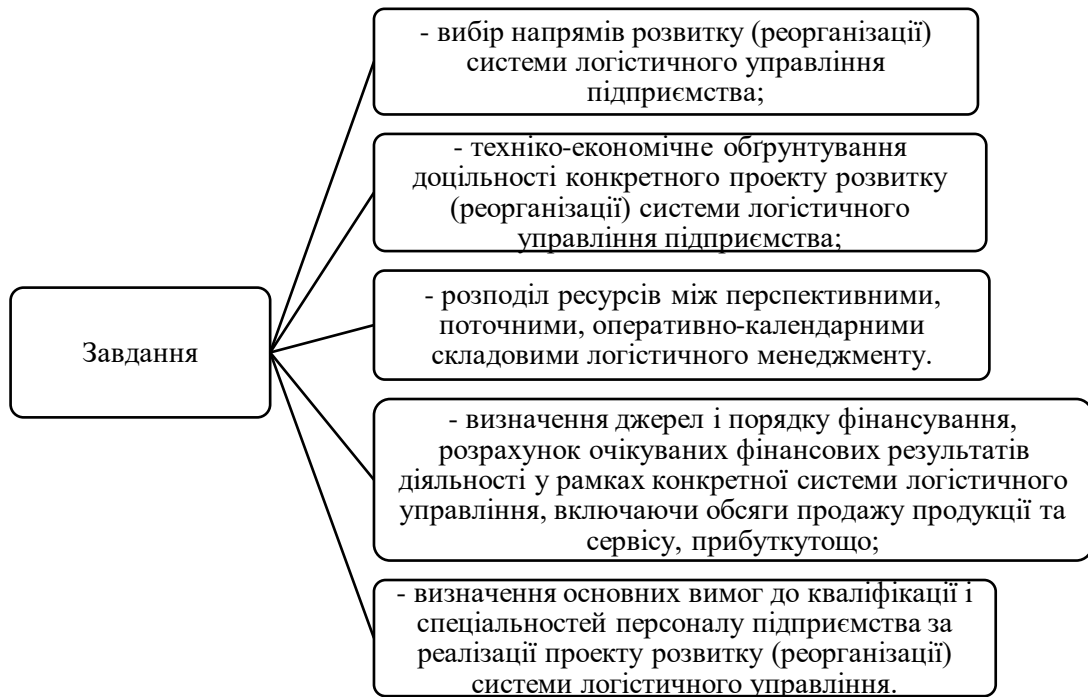 - вибір напрямів розвитку (реорганізації)
системи логістичного управління
підприємства;
- техніко-економічне обґрунтування
доцільності конкретного проекту розвитку
(реорганізації) системи логістичного
управління підприємства;
Завдання
- розподіл ресурсів між перспективними,
поточними, оперативно-календарними
складовими логістичного менеджменту.
- визначення джерел і порядку фінансування,
розрахунок очікуваних фінансових результатів
діяльності у рамках конкретної системи логістичного
управління, включаючи обсяги продажу продукції та
сервісу, прибуткутощо;
- визначення основних вимог до кваліфікації і
спеціальностей персоналу підприємства за
реалізації проекту розвитку (реорганізації)
системи логістичного управління.